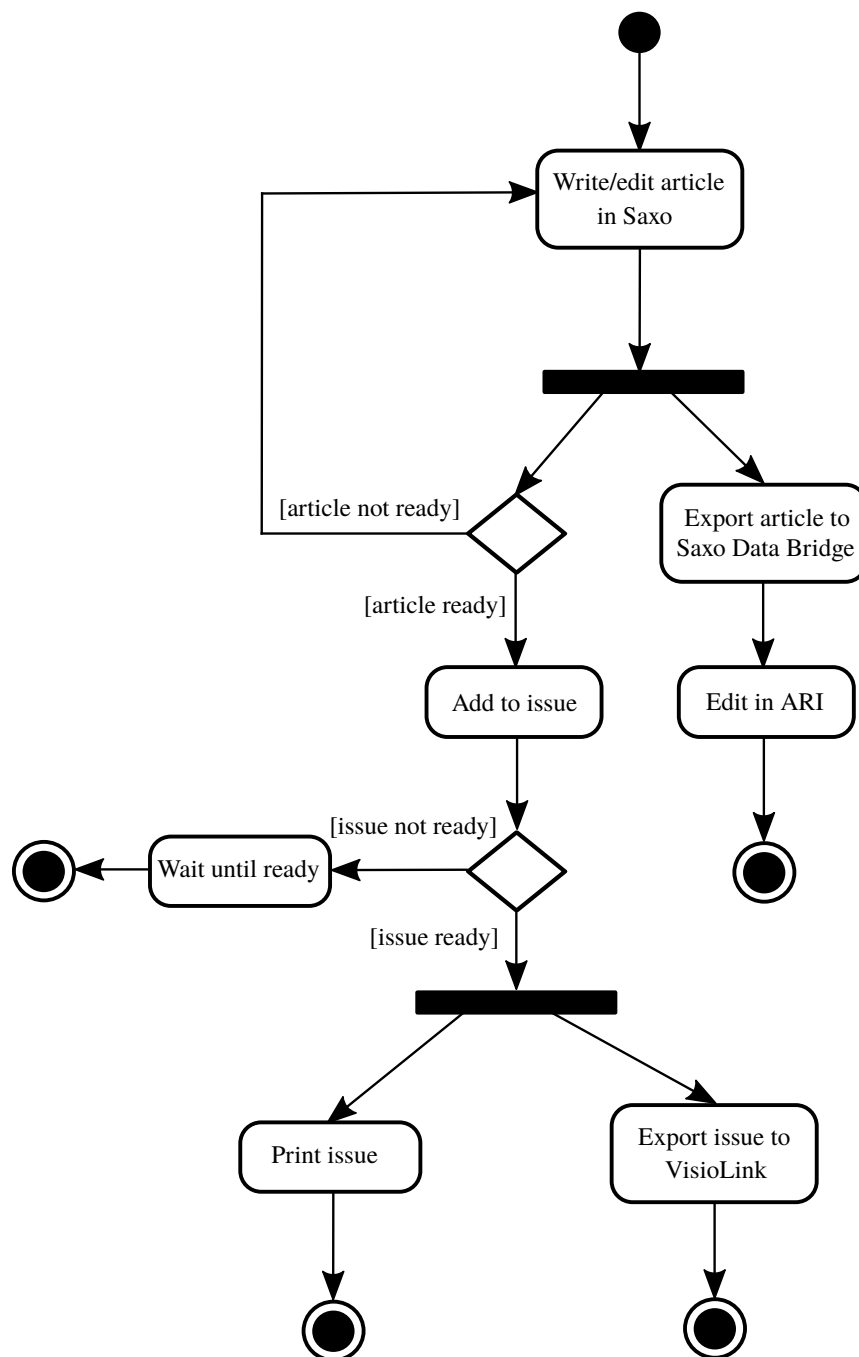 Write/edit article
in Saxo
[article not ready]
Export article to
Saxo Data Bridge
[article ready]
Add to issue
Edit in ARI
[issue not ready]
Wait until ready
[issue ready]
Print issue
Export issue to
VisioLink